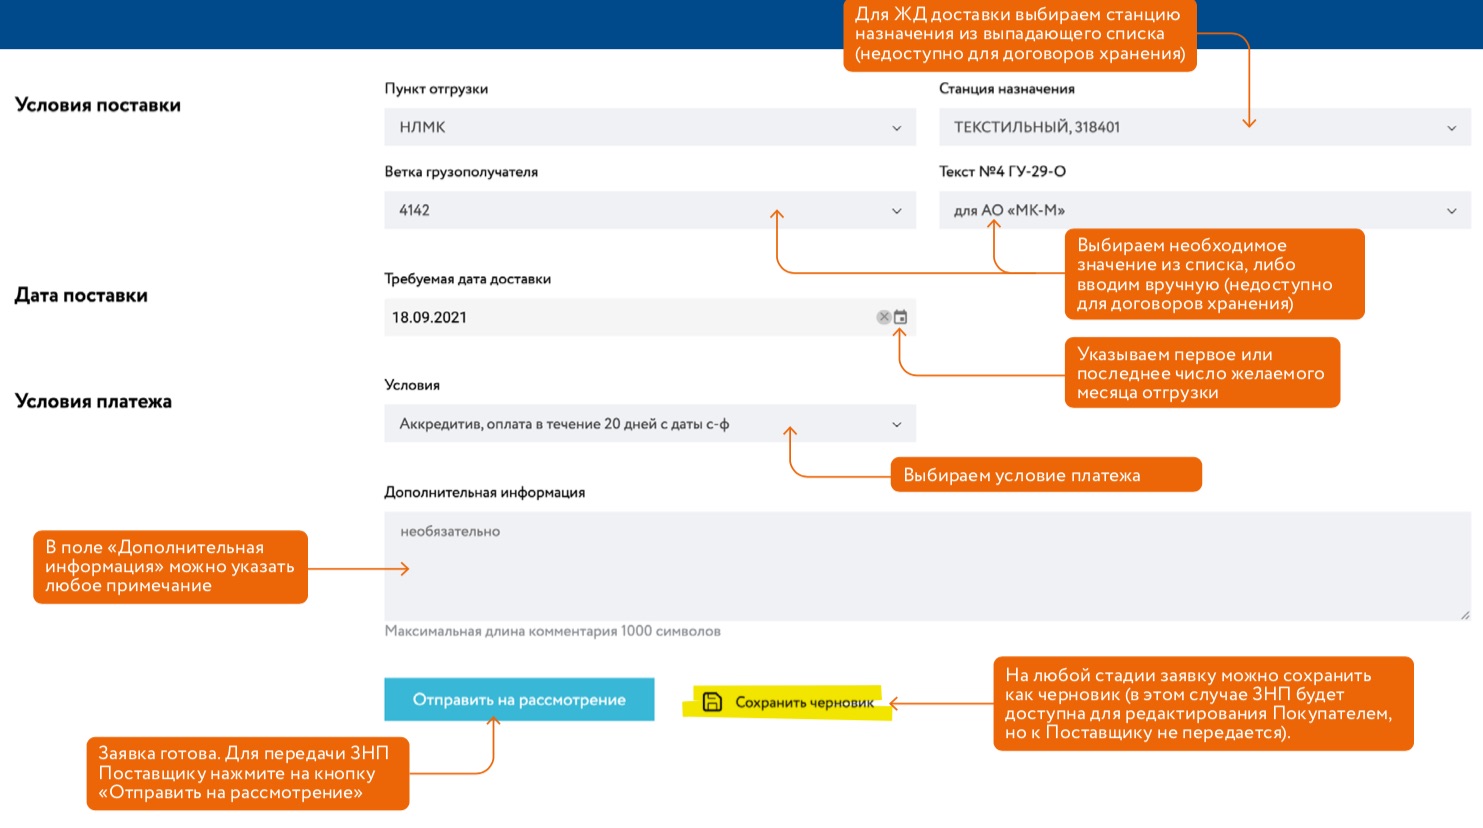 Для ЖД доставки выбираем станцию
назначения из выпадающего списка
(недоступно для договоров хранения)
Условия поставки
Пункт отгрузки
НЛМК
Станция назначения
ТЕКСТИЛЬНЫЙ, 318401
Ветка грузополучателя
4142
Текст №4 ГУ-29-О
для АО «МК-М»
Выбираем необходимое
значение из списка, либо
вводим вручную (недоступно
для договоров хранения)
Дата поставки
Требуемая дата доставки
18.09.2021
Указываем первое или
последнее число желаемого
месяца отгрузки
Условия платежа
Условия
Аккредитив, оплата в течение 20 дней с даты с-ф
Выбираем условие платежа
Дополнительная информация
необязательно
В поле «Дополнительная
информация» можно указать
любое примечание
Максимальная длина комментария 1000 символов
Отправить на рассмотрение
Сохранить черновик
На любой стадии заявку можно сохранить
как черновик (в этом случае ЗНП будет
доступна для редактирования Покупателем,
но к Поставщику не передается).
Заявка готова. Для передачи ЗНП
Поставщику нажмите на кнопку
«Отправить на рассмотрение»